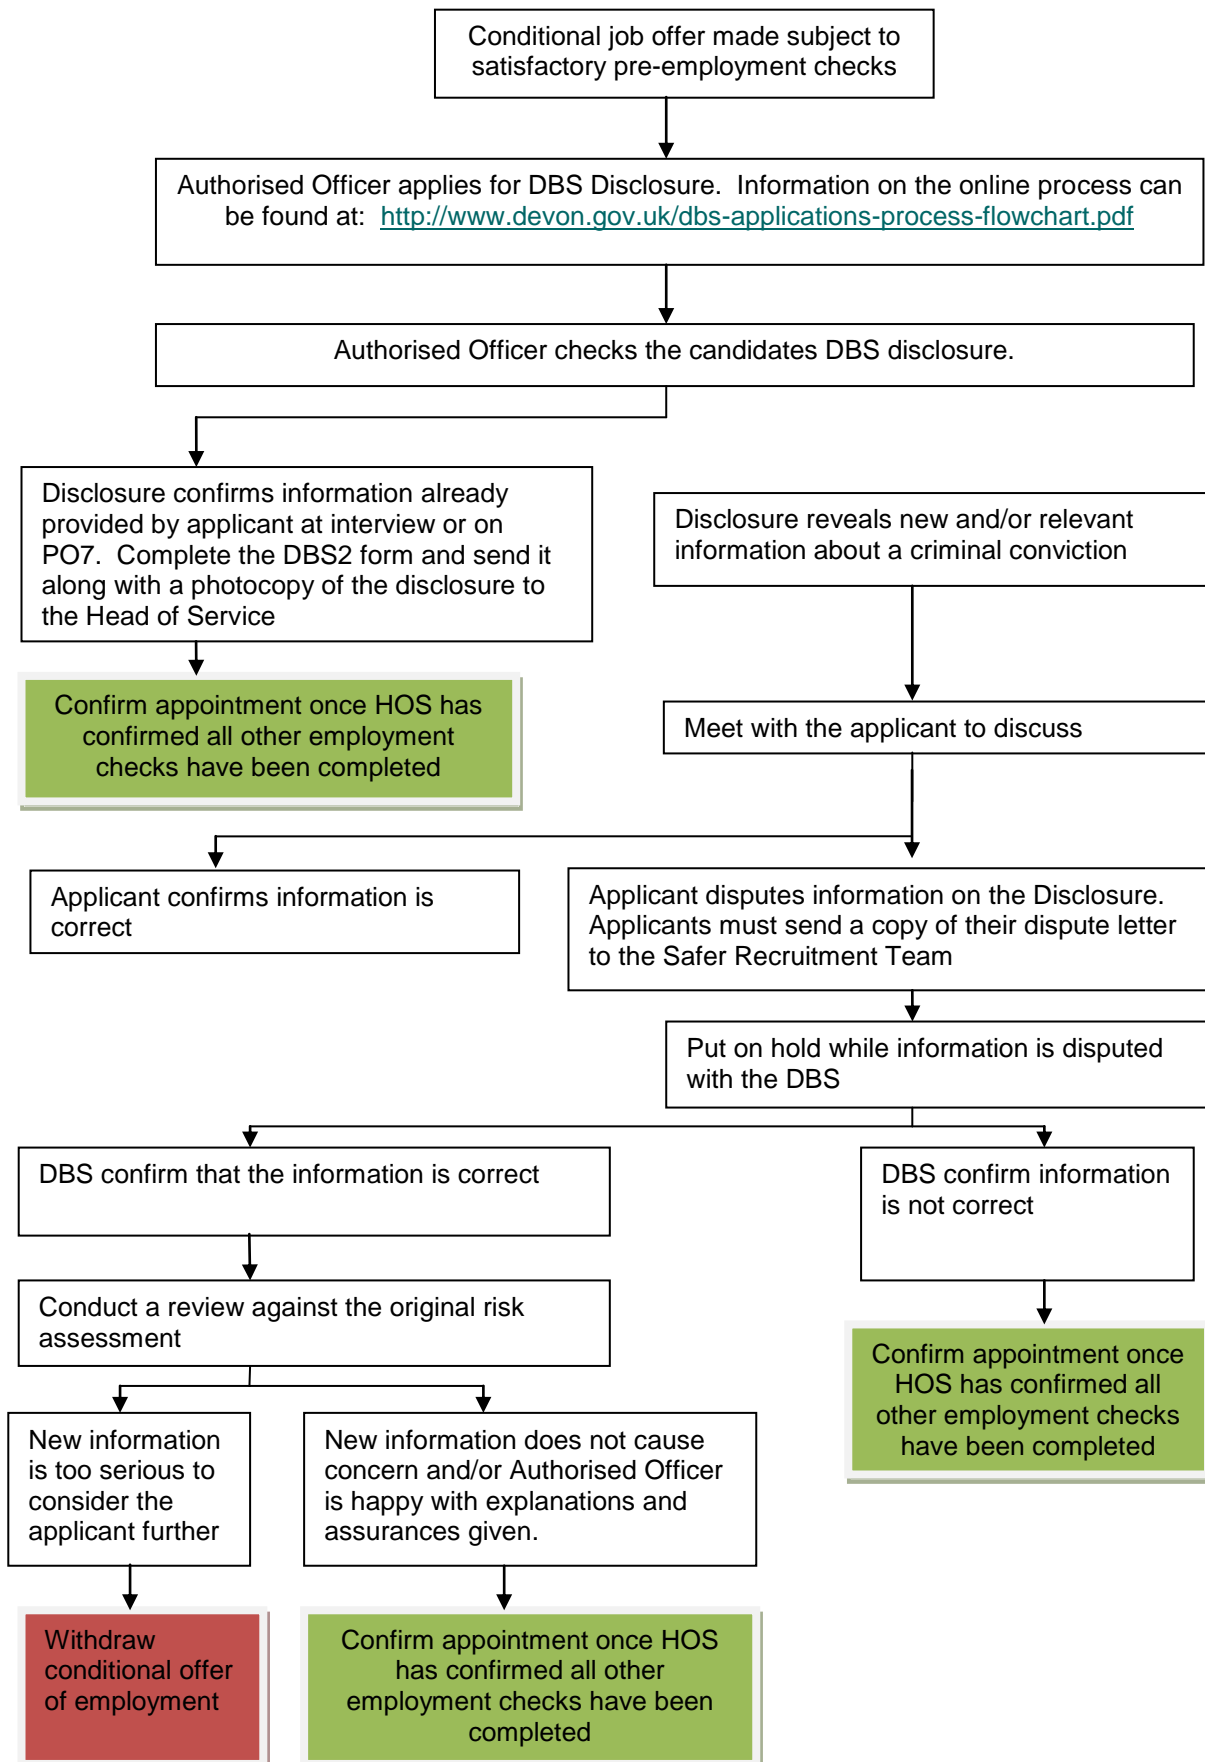 Conditional job offer made subject to
satisfactory pre-employment checks
Authorised Officer applies for DBS Disclosure.  Information on the online process can
be found at:  http://www.devon.gov.uk/dbs-applications-process-flowchart.pdf
Authorised Officer checks the candidates DBS disclosure.
Disclosure confirms information already
provided by applicant at interview or on
PO7.  Complete the DBS2 form and send it
along with a photocopy of the disclosure to
the Head of Service
Disclosure reveals new and/or relevant
information about a criminal conviction
Confirm appointment once HOS has
confirmed all other employment
checks have been completed
Meet with the applicant to discuss
Applicant confirms information is
correct
Applicant disputes information on the Disclosure.
Applicants must send a copy of their dispute letter
to the Safer Recruitment Team
Put on hold while information is disputed
with the DBS
DBS confirm that the information is correct
DBS confirm information
is not correct
Conduct a review against the original risk
assessment
Confirm appointment once
HOS has confirmed all
other employment checks
have been completed
New information
is too serious to
consider the
applicant further
New information does not cause
concern and/or Authorised Officer
is happy with explanations and
assurances given.
Withdraw
conditional offer
of employment
Confirm appointment once HOS
has confirmed all other
employment checks have been
completed